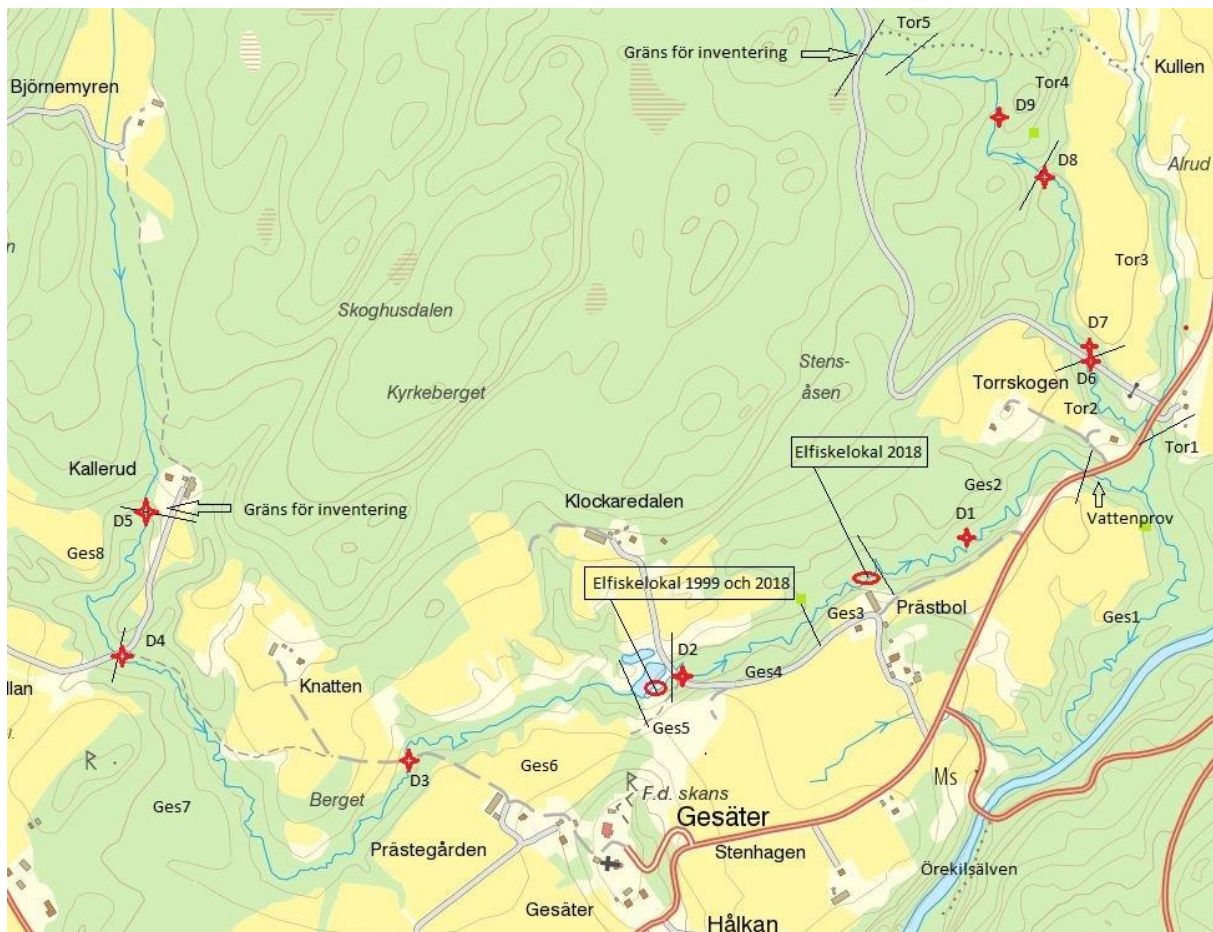 Tor5
Gräns för inventering
Kullen
Björnemyren
Tor4
D9
D8
Alrud
n
Tor3
Skoghusdalen
D7
Stens-
åsen
Kyrkeberget
Torrskogen
D6
Tor2
Elfiskelokal 2018
Tor1
Kallerud
Ges2
Klockaredalen
Gräns för inventering
D1
Vattenprov
D5
Ges8
Elfiskelokal 1999 och 2018
Ges3
Prästbol
Ges1
D2
Ges4
Knatten
llan
Ges5
Ges6
D4
D3
R
R
Ms
Berget
F.d. skans
Ges7
Gesäter
Prästegården
Stenhagen
Örekilsälven
Gesäter
Hålkan